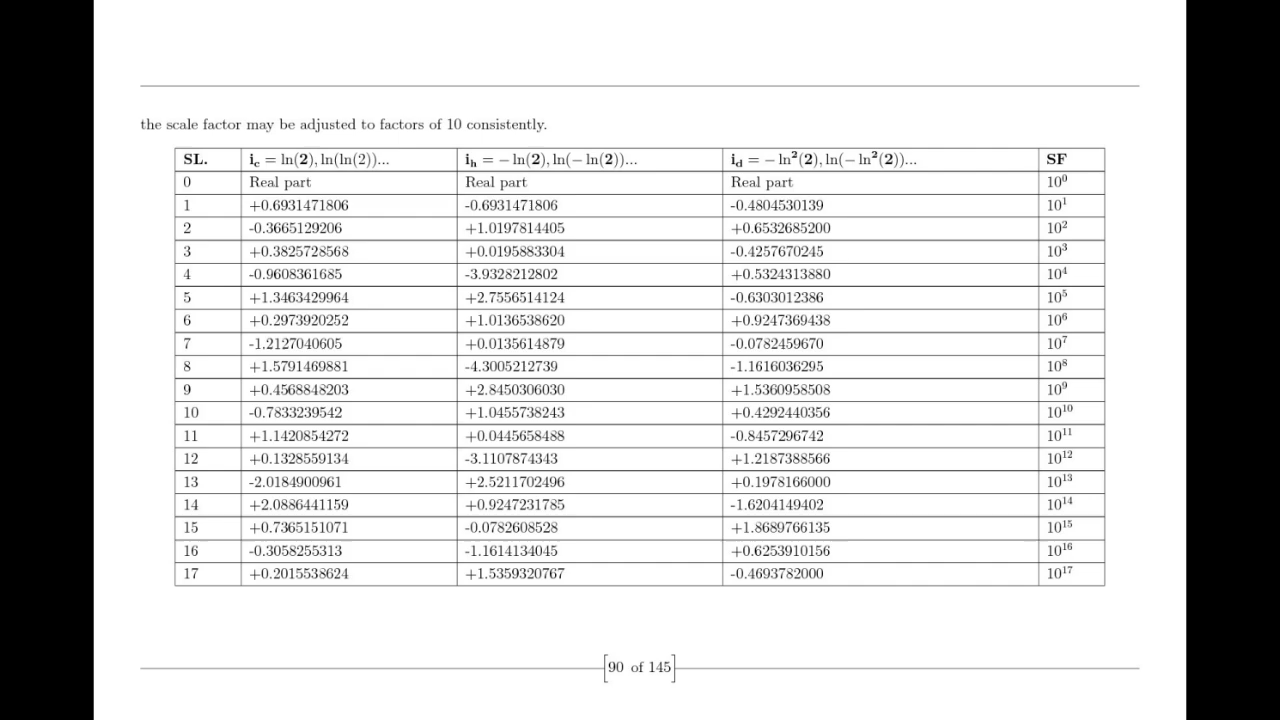 the scale factor may be adjusted to factors of 10 consistently.
SL. i_c = ln(2), ln(ln(2))... i_h = − ln(2), ln(− ln(2))... i_d = − ln²(2), ln(− ln²(2))... SF
0 Real part Real part Real part 10⁰
1 +0.6931471806 -0.6931471806 -0.4804530139 10¹
2 -0.3665129206 +1.0197814405 +0.6532685200 10²
3 +0.3825728568 +0.0195883304 -0.4257670245 10³
4 -0.9608361685 -3.9328212802 +0.5324313880 10⁴
5 +1.3463429964 +2.7556514124 -0.6303012386 10⁵
6 +0.2973920252 +1.0136538620 +0.9247369438 10⁶
7 -1.2127040605 +0.0135614879 -0.0782459670 10⁷
8 +1.5791469881 -4.3005212739 -1.1616036295 10⁸
9 +0.4568848203 +2.8450306030 +1.5360958508 10⁹
10 -0.7833239542 +1.0455738243 +0.4292440356 10¹⁰
11 +1.1420854272 +0.0445658488 -0.8457296742 10¹¹
12 +0.1328559134 -3.1107874343 +1.2187388566 10¹²
13 -2.0184900961 +2.5211702496 +0.1978166000 10¹³
14 +2.0886441159 +0.9247231785 -1.6204149402 10¹⁴
15 +0.7365151071 -0.0782608528 +1.8689766135 10¹⁵
16 -0.3058255313 -1.1614134045 +0.6253910156 10¹⁶
17 +0.2015538624 +1.5359320767 -0.4693782000 10¹⁷
[90 of 145]